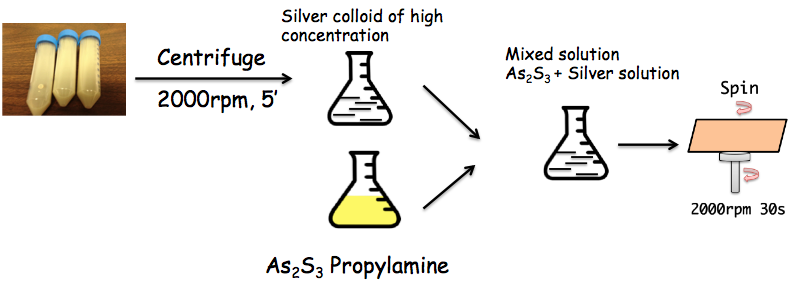 Silver colloid of high
concentration
Centrifuge
2000rpm, 5’
Mixed solution
As₂S₃ + Silver solution
Spin
2000rpm 30s
As₂S₃ Propylamine